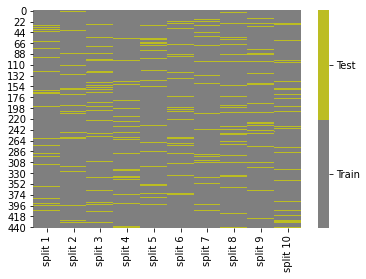 0
22
44
66
88
110
132
154
176
198
220
242
264
286
308
330
352
374
396
418
440
split 1
split 2
split 3
split 4
split 5
split 6
split 7
split 8
split 9
split 10
Test
Train